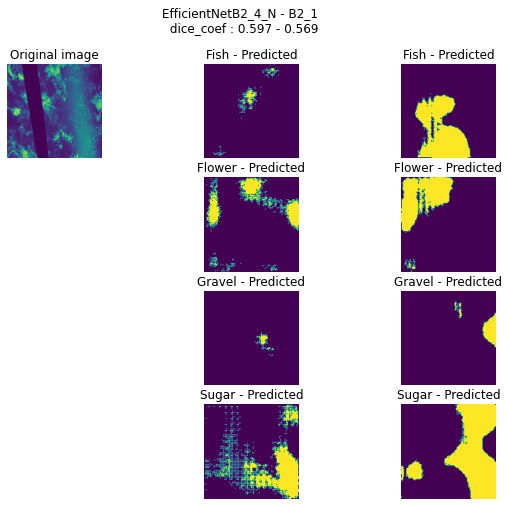 EfficientNetB2_4_N - B2_1
dice_coef : 0.597 - 0.569
Original image
Fish - Predicted
Fish - Predicted
Flower - Predicted
Flower - Predicted
Gravel - Predicted
Gravel - Predicted
Sugar - Predicted
Sugar - Predicted